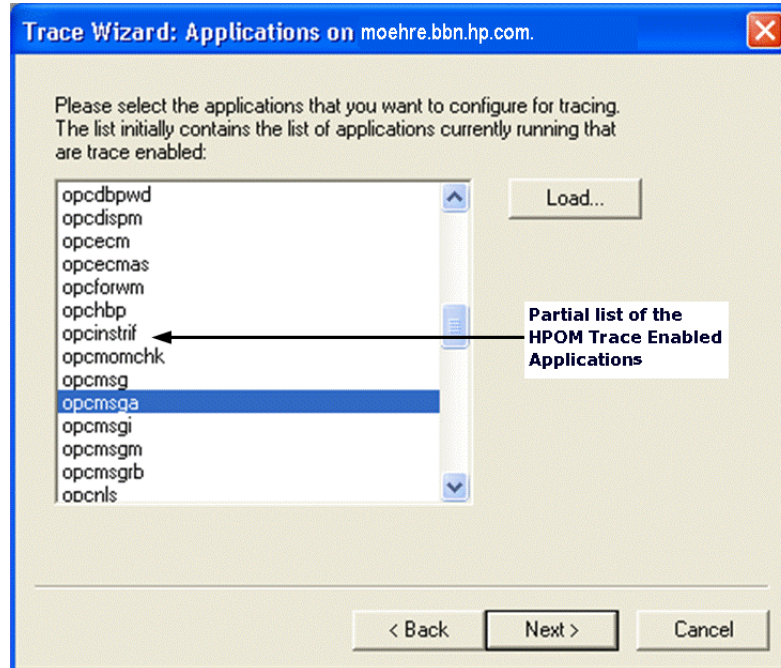 Trace Wizard: Applications on moehre.bbn.hp.com.
Please select the applications that you want to configure for tracing.
The list initially contains the list of applications currently running that
are trace enabled:
opcdbpwd
opcdispm
opcecm
opcecmas
opcforwm
opchbp
opcinstrif
opcmomchk
opcmsg
opcmsga
opcmsgi
opcmsgm
opcmsgrb
opcnls
Load...
Partial list of the
HPOM Trace Enabled
Applications
< Back
Next >
Cancel